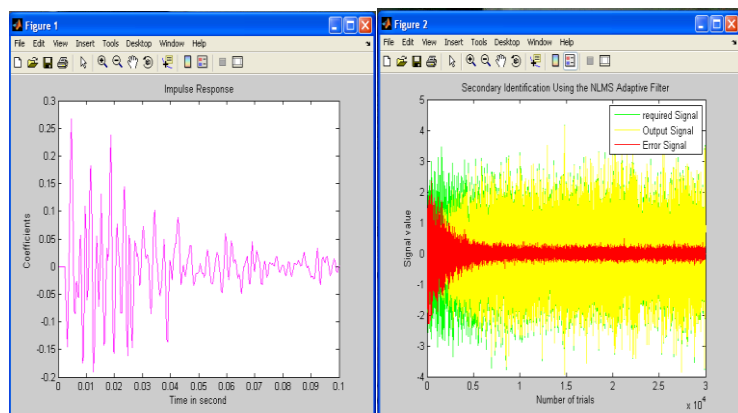 Figure 1
File Edit View Insert Tools Desktop Window Help
Impulse Response
0.3
0.25
0.2
0.15
0.1
0.05
0
-0.05
-0.1
-0.15
-0.2
Coefficients
0 0.01 0.02 0.03 0.04 0.05 0.06 0.07 0.08 0.09 0.1
Time in second
Figure 2
File Edit View Insert Tools Desktop Window Help
Secondary Identification Using the NLMS Adaptive Filter
5
4
3
2
1
0
-1
-2
-3
-4
Signal value
required Signal
Output Signal
Error Signal
0 0.5 1 1.5 2 2.5 3
Number of trials
x 10^4